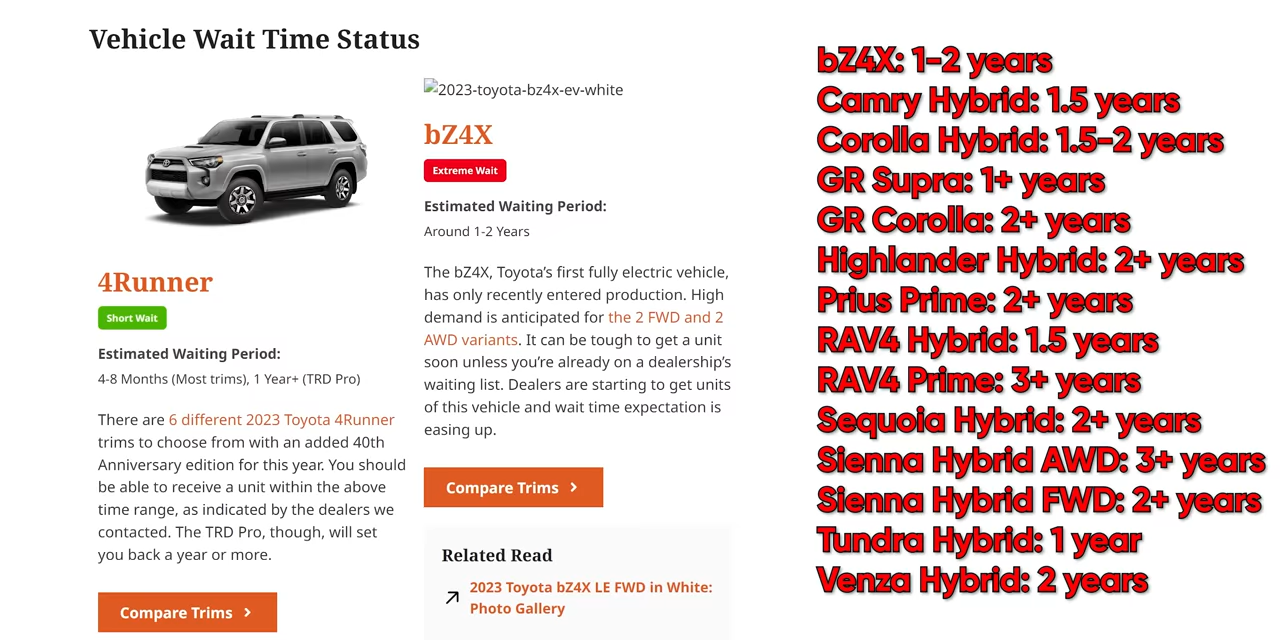 Vehicle Wait Time Status
4Runner
Short Wait
Estimated Waiting Period:
4-8 Months (Most trims), 1 Year+ (TRD Pro)
There are 6 different 2023 Toyota 4Runner
trims to choose from with an added 40th
Anniversary edition for this year. You should
be able to receive a unit within the above
time range, as indicated by the dealers we
contacted. The TRD Pro, though, will set
you back a year or more.
Compare Trims
2023-toyota-bz4x-ev-white
bZ4X
Extreme Wait
Estimated Waiting Period:
Around 1-2 Years
The bZ4X, Toyota’s first fully electric vehicle,
has only recently entered production. High
demand is anticipated for the 2 FWD and 2
AWD variants. It can be tough to get a unit
soon unless you’re already on a dealership’s
waiting list. Dealers are starting to get units
of this vehicle and wait time expectation is
easing up.
Compare Trims
Related Read
2023 Toyota bZ4X LE FWD in White:
Photo Gallery
bZ4X: 1-2 years
Camry Hybrid: 1.5 years
Corolla Hybrid: 1.5-2 years
GR Supra: 1+ years
GR Corolla: 2+ years
Highlander Hybrid: 2+ years
Prius Prime: 2+ years
RAV4 Hybrid: 1.5 years
RAV4 Prime: 3+ years
Sequoia Hybrid: 2+ years
Sienna Hybrid AWD: 3+ years
Sienna Hybrid FWD: 2+ years
Tundra Hybrid: 1 year
Venza Hybrid: 2 years